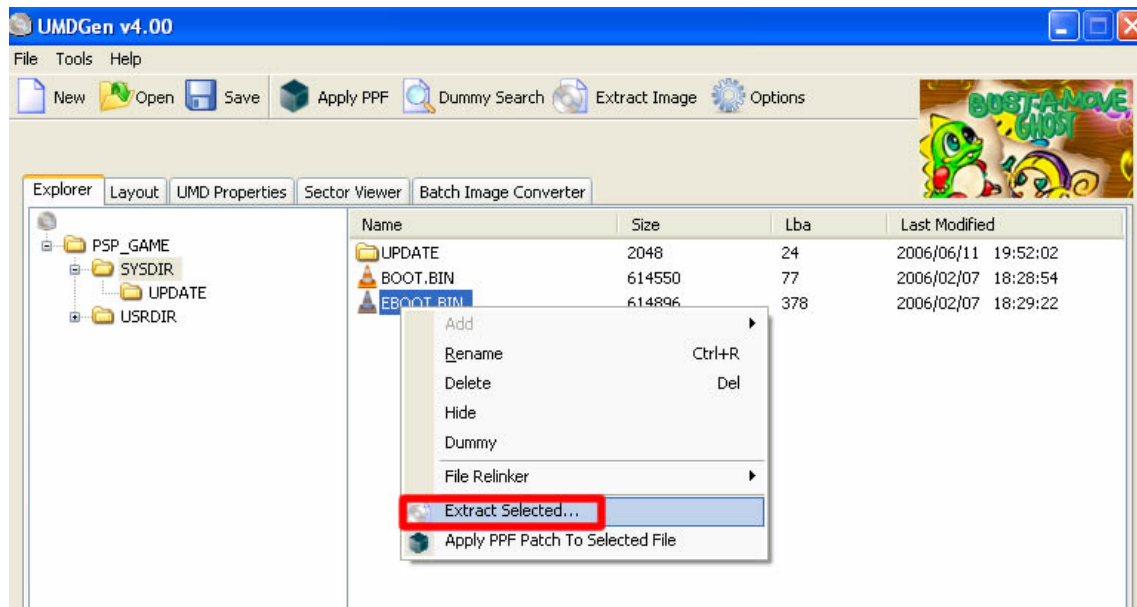 UMDGen v4.00
File Tools Help
New Open Save Apply PPF Dummy Search Extract Image Options
BUST-A-MOVE
GHOST
Explorer Layout UMD Properties Sector Viewer Batch Image Converter
Name Size Lba Last Modified
PSP_GAME
SYSDIR
UPDATE
USRDIR
UPDATE 2048 24 2006/06/11 19:52:02
BOOT.BIN 614550 77 2006/02/07 18:28:54
EBOOT.BIN 614896 378 2006/02/07 18:29:22
Add
Rename Ctrl+R
Delete Del
Hide
Dummy
File Relinker
Extract Selected...
Apply PPF Patch To Selected File